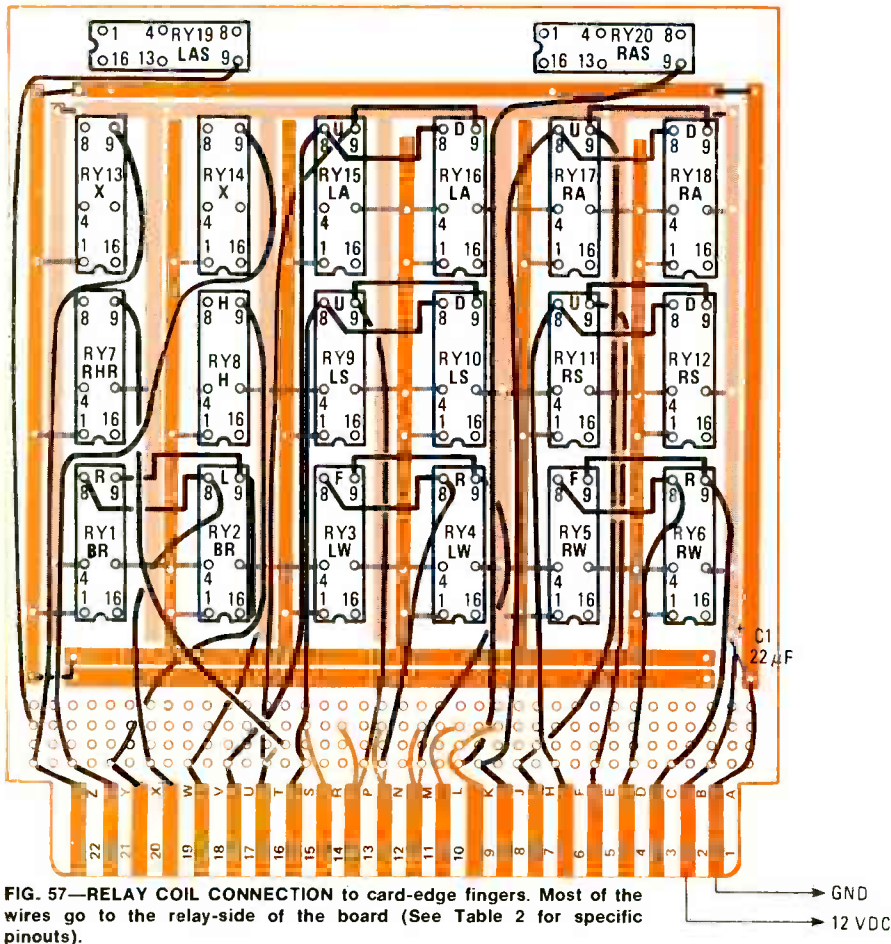 1 4 RY19 8
LAS
16 13 9
1 4 RY20 8
RAS
16 13 9
8 9
RY13
X
4
1 16
8 9
RY14
X
4
1 16
U
8 9
RY15
LA
4
1 16
D
8 9
RY16
LA
4
1 16
U
8 9
RY17
RA
4
1 16
D
8 9
RY18
RA
4
1 16
8 9
RY7
RHR
4
1 16
H
8 9
RY8
H
4
1 16
U
8 9
RY9
LS
4
1 16
D
8 9
RY10
LS
4
1 16
U
8 9
RY11
RS
4
1 16
D
8 9
RY12
RS
4
1 16
R
8 9
RY1
BR
4
1 16
L
8 9
RY2
BR
4
1 16
F
8 9
RY3
LW
4
1 16
R
8 9
RY4
LW
4
1 16
F
8 9
RY5
RW
4
1 16
R
8 9
RY6
RW
4
1 16
+
C1
22 µF
Z Y X W V U T S R P N M L K J H F E D C B A
22 21 20 19 18 17 16 15 14 13 12 11 10 9 8 7 6 5 4 3 2 1
GND
12 VDC
FIG. 57—RELAY COIL CONNECTION to card-edge fingers. Most of the
wires go to the relay-side of the board (See Table 2 for specific
pinouts).